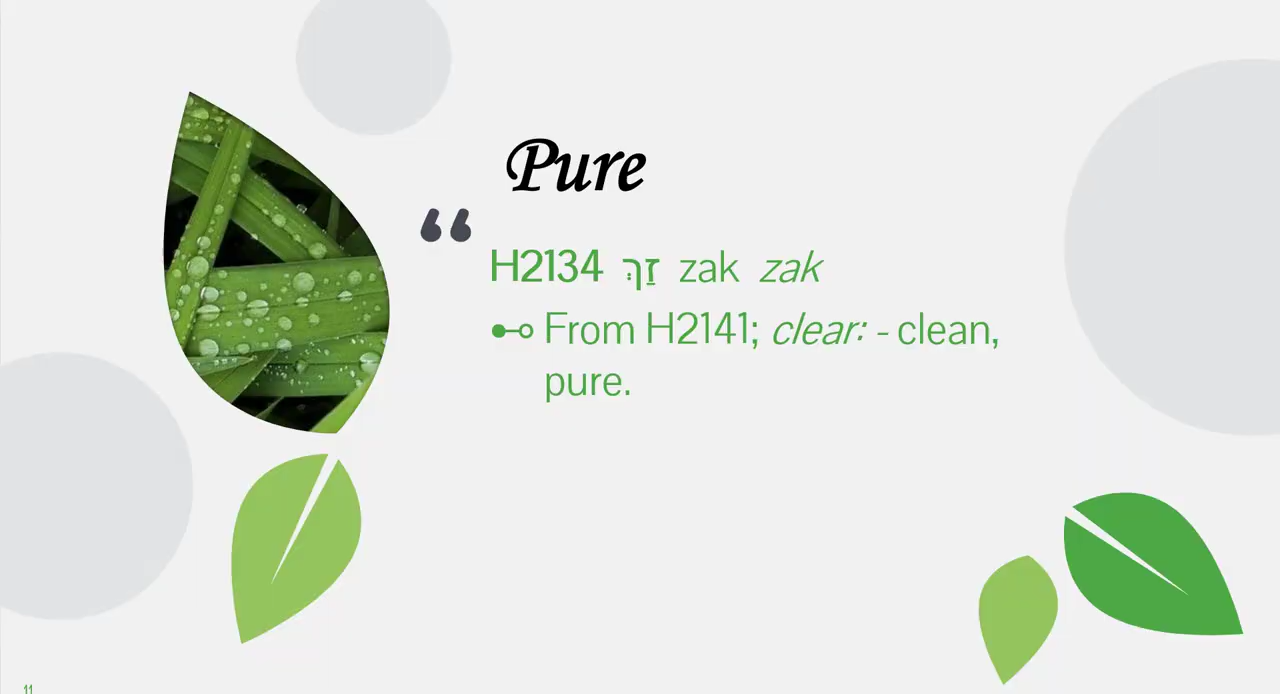 Pure
“
H2134 זַךְ zak zak
From H2141; clear: - clean,
pure.
11